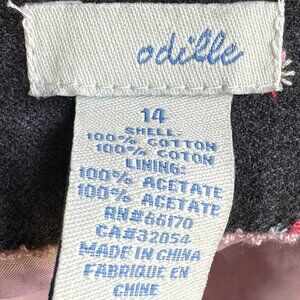 odille
14
SHELL:
100% COTTON
100% COTON
LINING:
100% ACETATE
100% ACETATE
RN#66170
CA#32054
MADE IN CHINA
FABRIQUE EN
CHINE